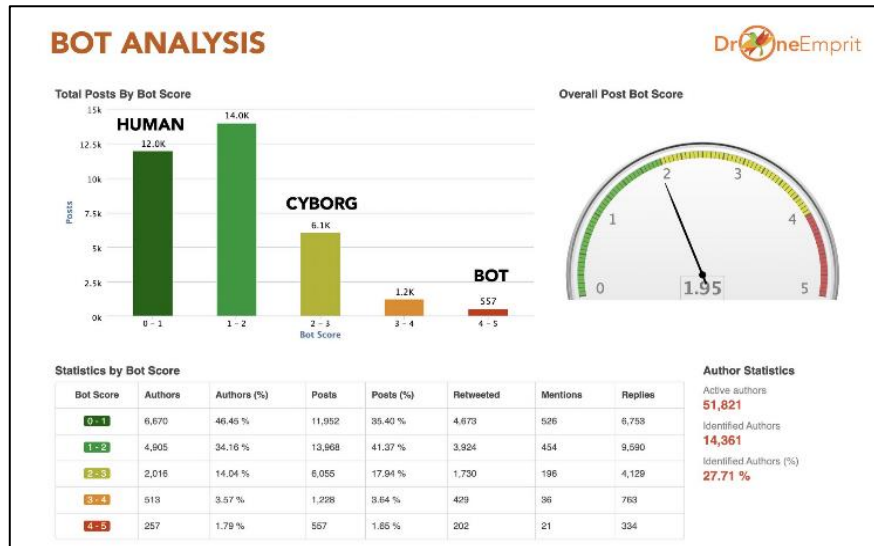 BOT ANALYSIS
DroneEmprit
Total Posts By Bot Score
Overall Post Bot Score
15k
12.5k
10k
7.5k
5k
2.5k
0k
Posts
HUMAN
12.0K
14.0K
CYBORG
6.1K
1.2K
BOT
557
0 - 1
1 - 2
2 - 3
3 - 4
4 - 5
Bot Score
0
1
2
3
4
5
1.95
Statistics by Bot Score
Bot Score Authors Authors (%) Posts Posts (%) Retweeted Mentions Replies
0 - 1 6,670 46.45 % 11,952 35.40 % 4,673 526 6,753
1 - 2 4,905 34.16 % 13,968 41.37 % 3,924 454 9,590
2 - 3 2,016 14.04 % 6,055 17.94 % 1,730 196 4,129
3 - 4 513 3.57 % 1,228 3.64 % 429 36 763
4 - 5 257 1.79 % 557 1.65 % 202 21 334
Author Statistics
Active authors
51,821
Identified Authors
14,361
Identified Authors (%)
27.71 %